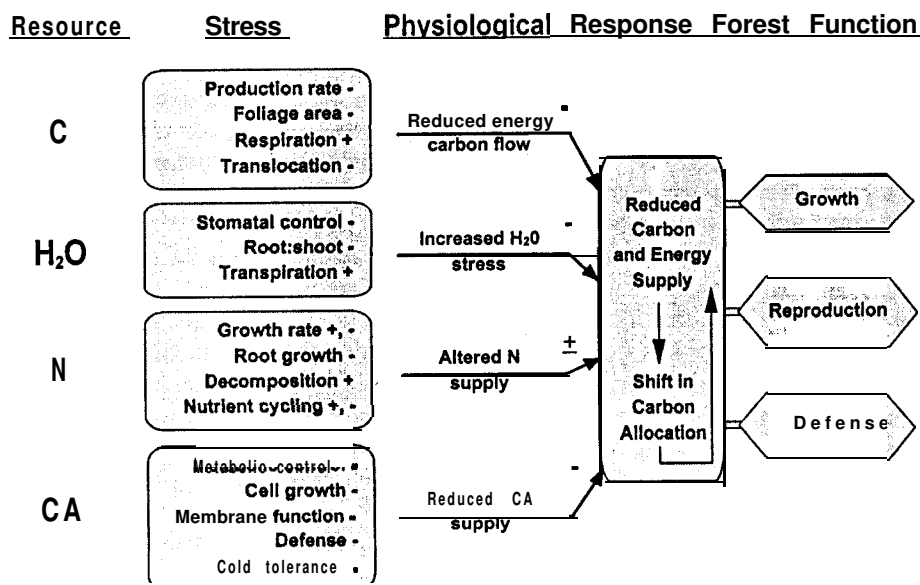 Resource Stress Physiological Response Forest Function
C
Production rate -
Foliage area -
Respiration +
Translocation -
Reduced energy
carbon flow
-
H₂O
Stomatal control -
Root:shoot -
Transpiration +
Increased H₂0
stress
-
N
Growth rate +, -
Root growth -
Decomposition +
Nutrient cycling +, -
Altered N
supply
±
CA
Metabolic control -
Cell growth -
Membrane function -
Defense -
Cold tolerance -
Reduced CA
supply
-
Reduced
Carbon
and Energy
Supply
Shift in
Carbon
Allocation
Growth
Reproduction
Defense